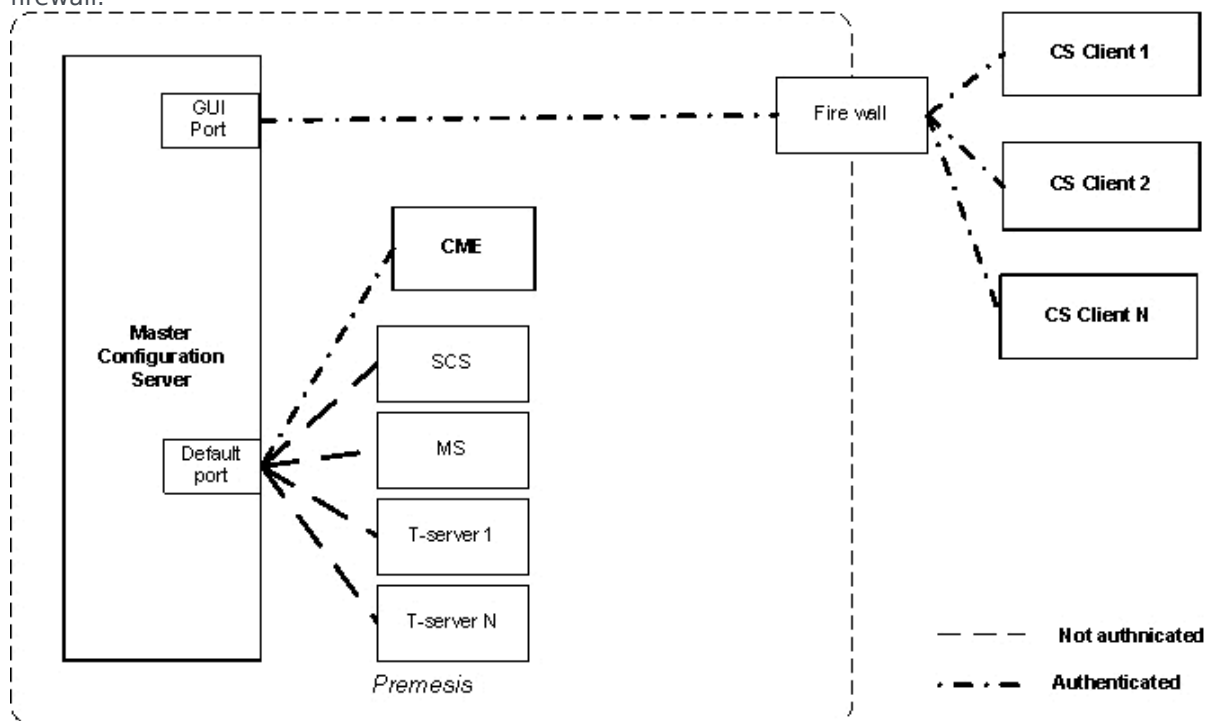 firewall.
CS Client 1
GUI
Port
Fire wall
CS Client 2
CME
CS Client N
Master
Configuration
Server
SCS
Default
port
MS
T-server 1
T-server N
Not authnicated
Premesis
Authenticated